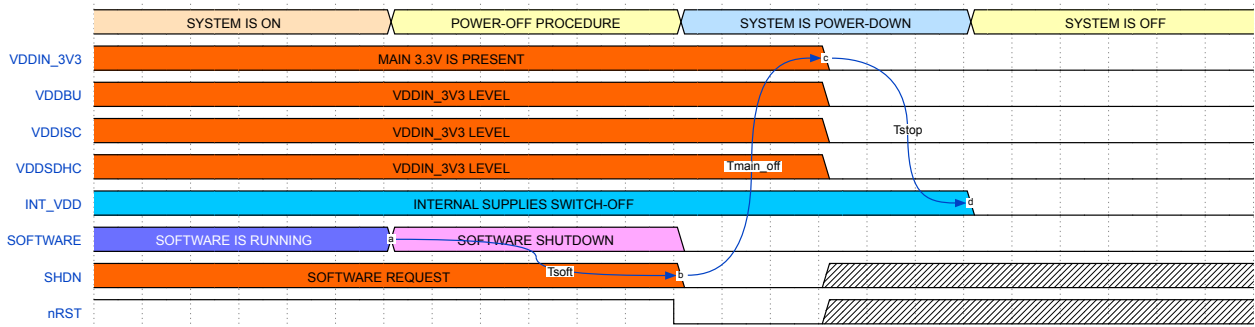 SYSTEM IS ON POWER-OFF PROCEDURE SYSTEM IS POWER-DOWN SYSTEM IS OFF
VDDIN_3V3 MAIN 3.3V IS PRESENT c
VDDBU VDDIN_3V3 LEVEL
VDDISC VDDIN_3V3 LEVEL Tstop
VDDSDHC VDDIN_3V3 LEVEL Tmain_off
INT_VDD INTERNAL SUPPLIES SWITCH-OFF d
SOFTWARE SOFTWARE IS RUNNING a SOFTWARE SHUTDOWN
SHDN SOFTWARE REQUEST Tsoft b
nRST